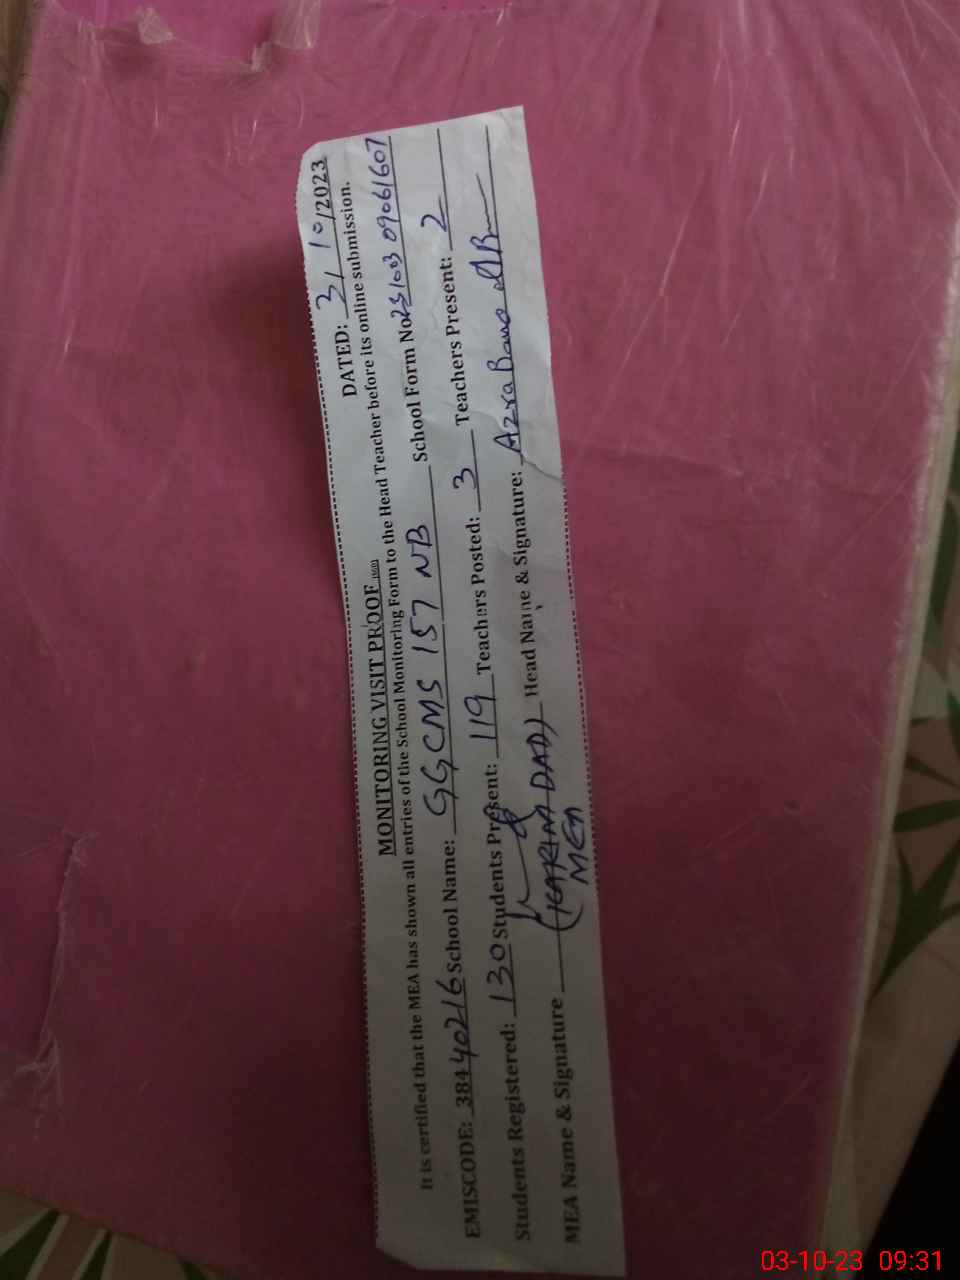 MONITORING VISIT PROOF
DATED: 3/10/2023
It is certified that the MEA has shown all entries of the School Monitoring Form to the Head Teacher before its online submission.
EMISCODE: 38440216 School Name: GGCMS 157 NB School Form No 231003 09061607
Students Registered: 130 Students Present: 119 Teachers Posted: 3 Teachers Present: 2
MEA Name & Signature (KARIM DAD) Head Name & Signature: Azra Bano
MEA
03-10-23 09:31